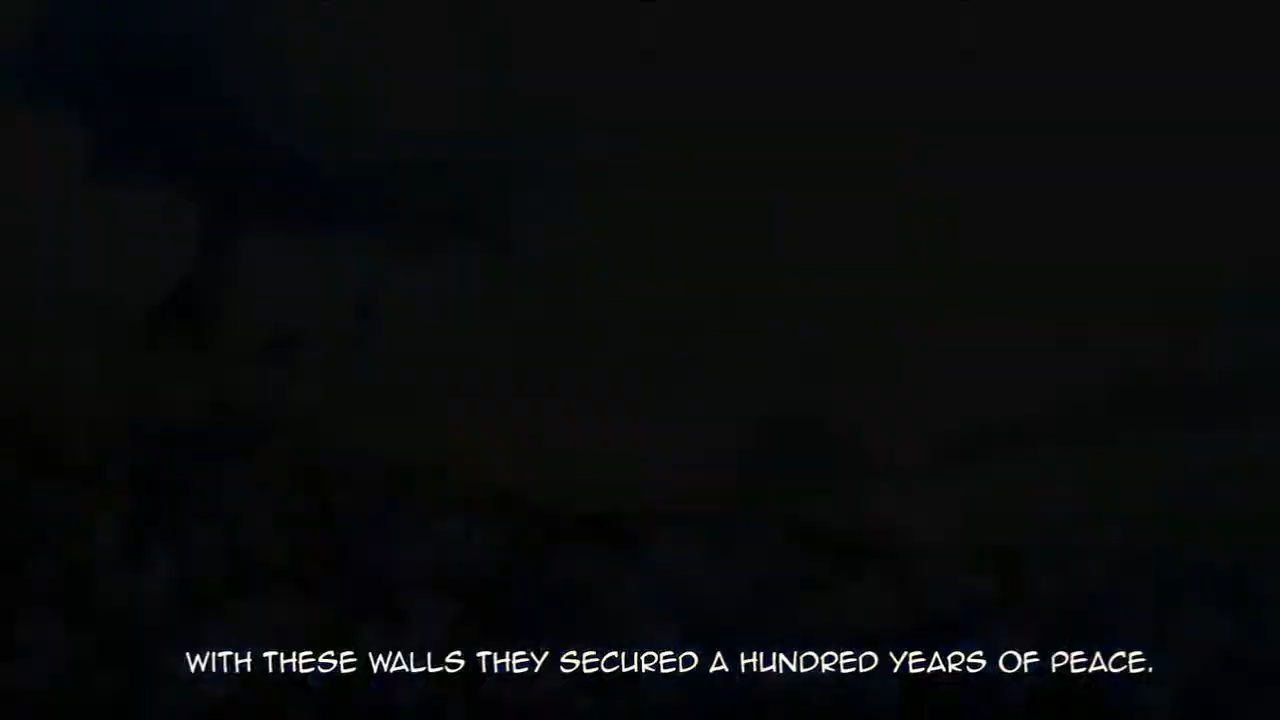 WITH THESE WALLS THEY SECURED A HUNDRED YEARS OF PEACE.